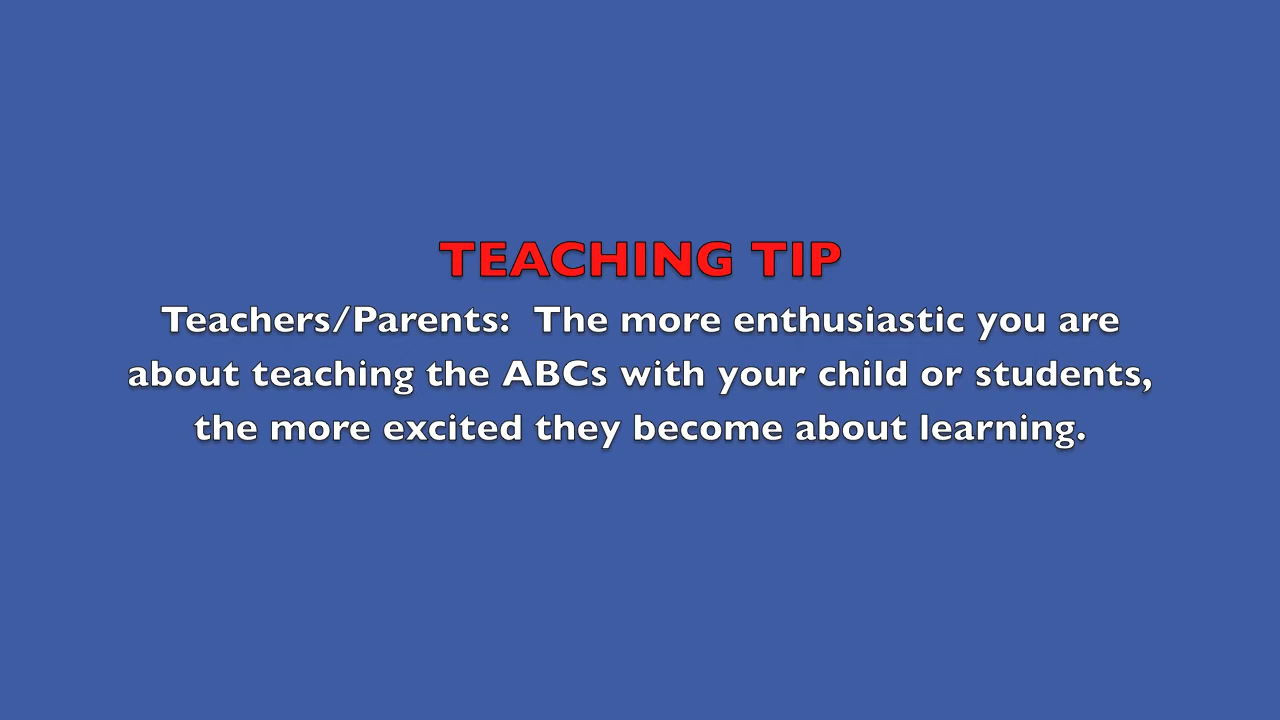 TEACHING TIP
Teachers/Parents:  The more enthusiastic you are
about teaching the ABCs with your child or students,
the more excited they become about learning.